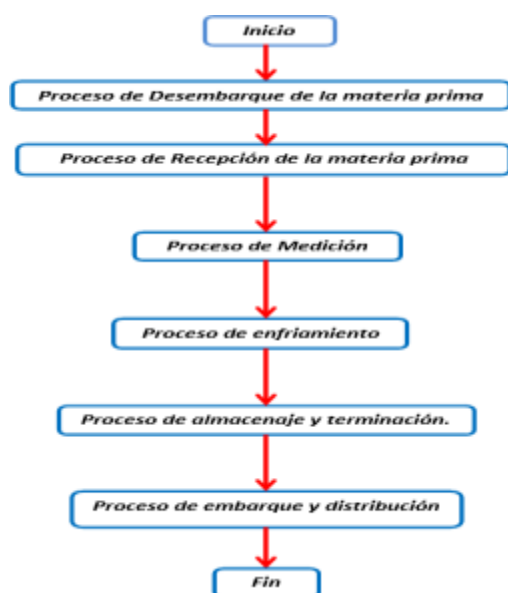 Inicio
Proceso de Desembarque de la materia prima
Proceso de Recepción de la materia prima
Proceso de Medición
Proceso de enfriamiento
Proceso de almacenaje y terminación.
Proceso de embarque y distribución
Fin